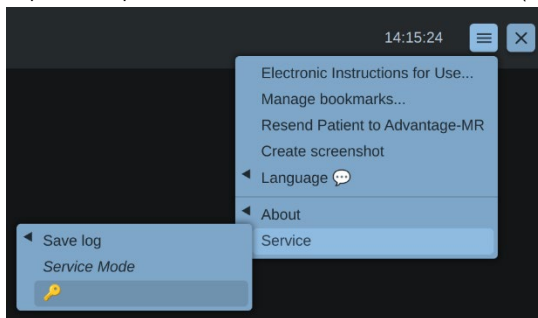 14:15:24
Electronic Instructions for Use...
Manage bookmarks...
Resend Patient to Advantage-MR
Create screenshot
Language
About
Service
Save log
Service Mode